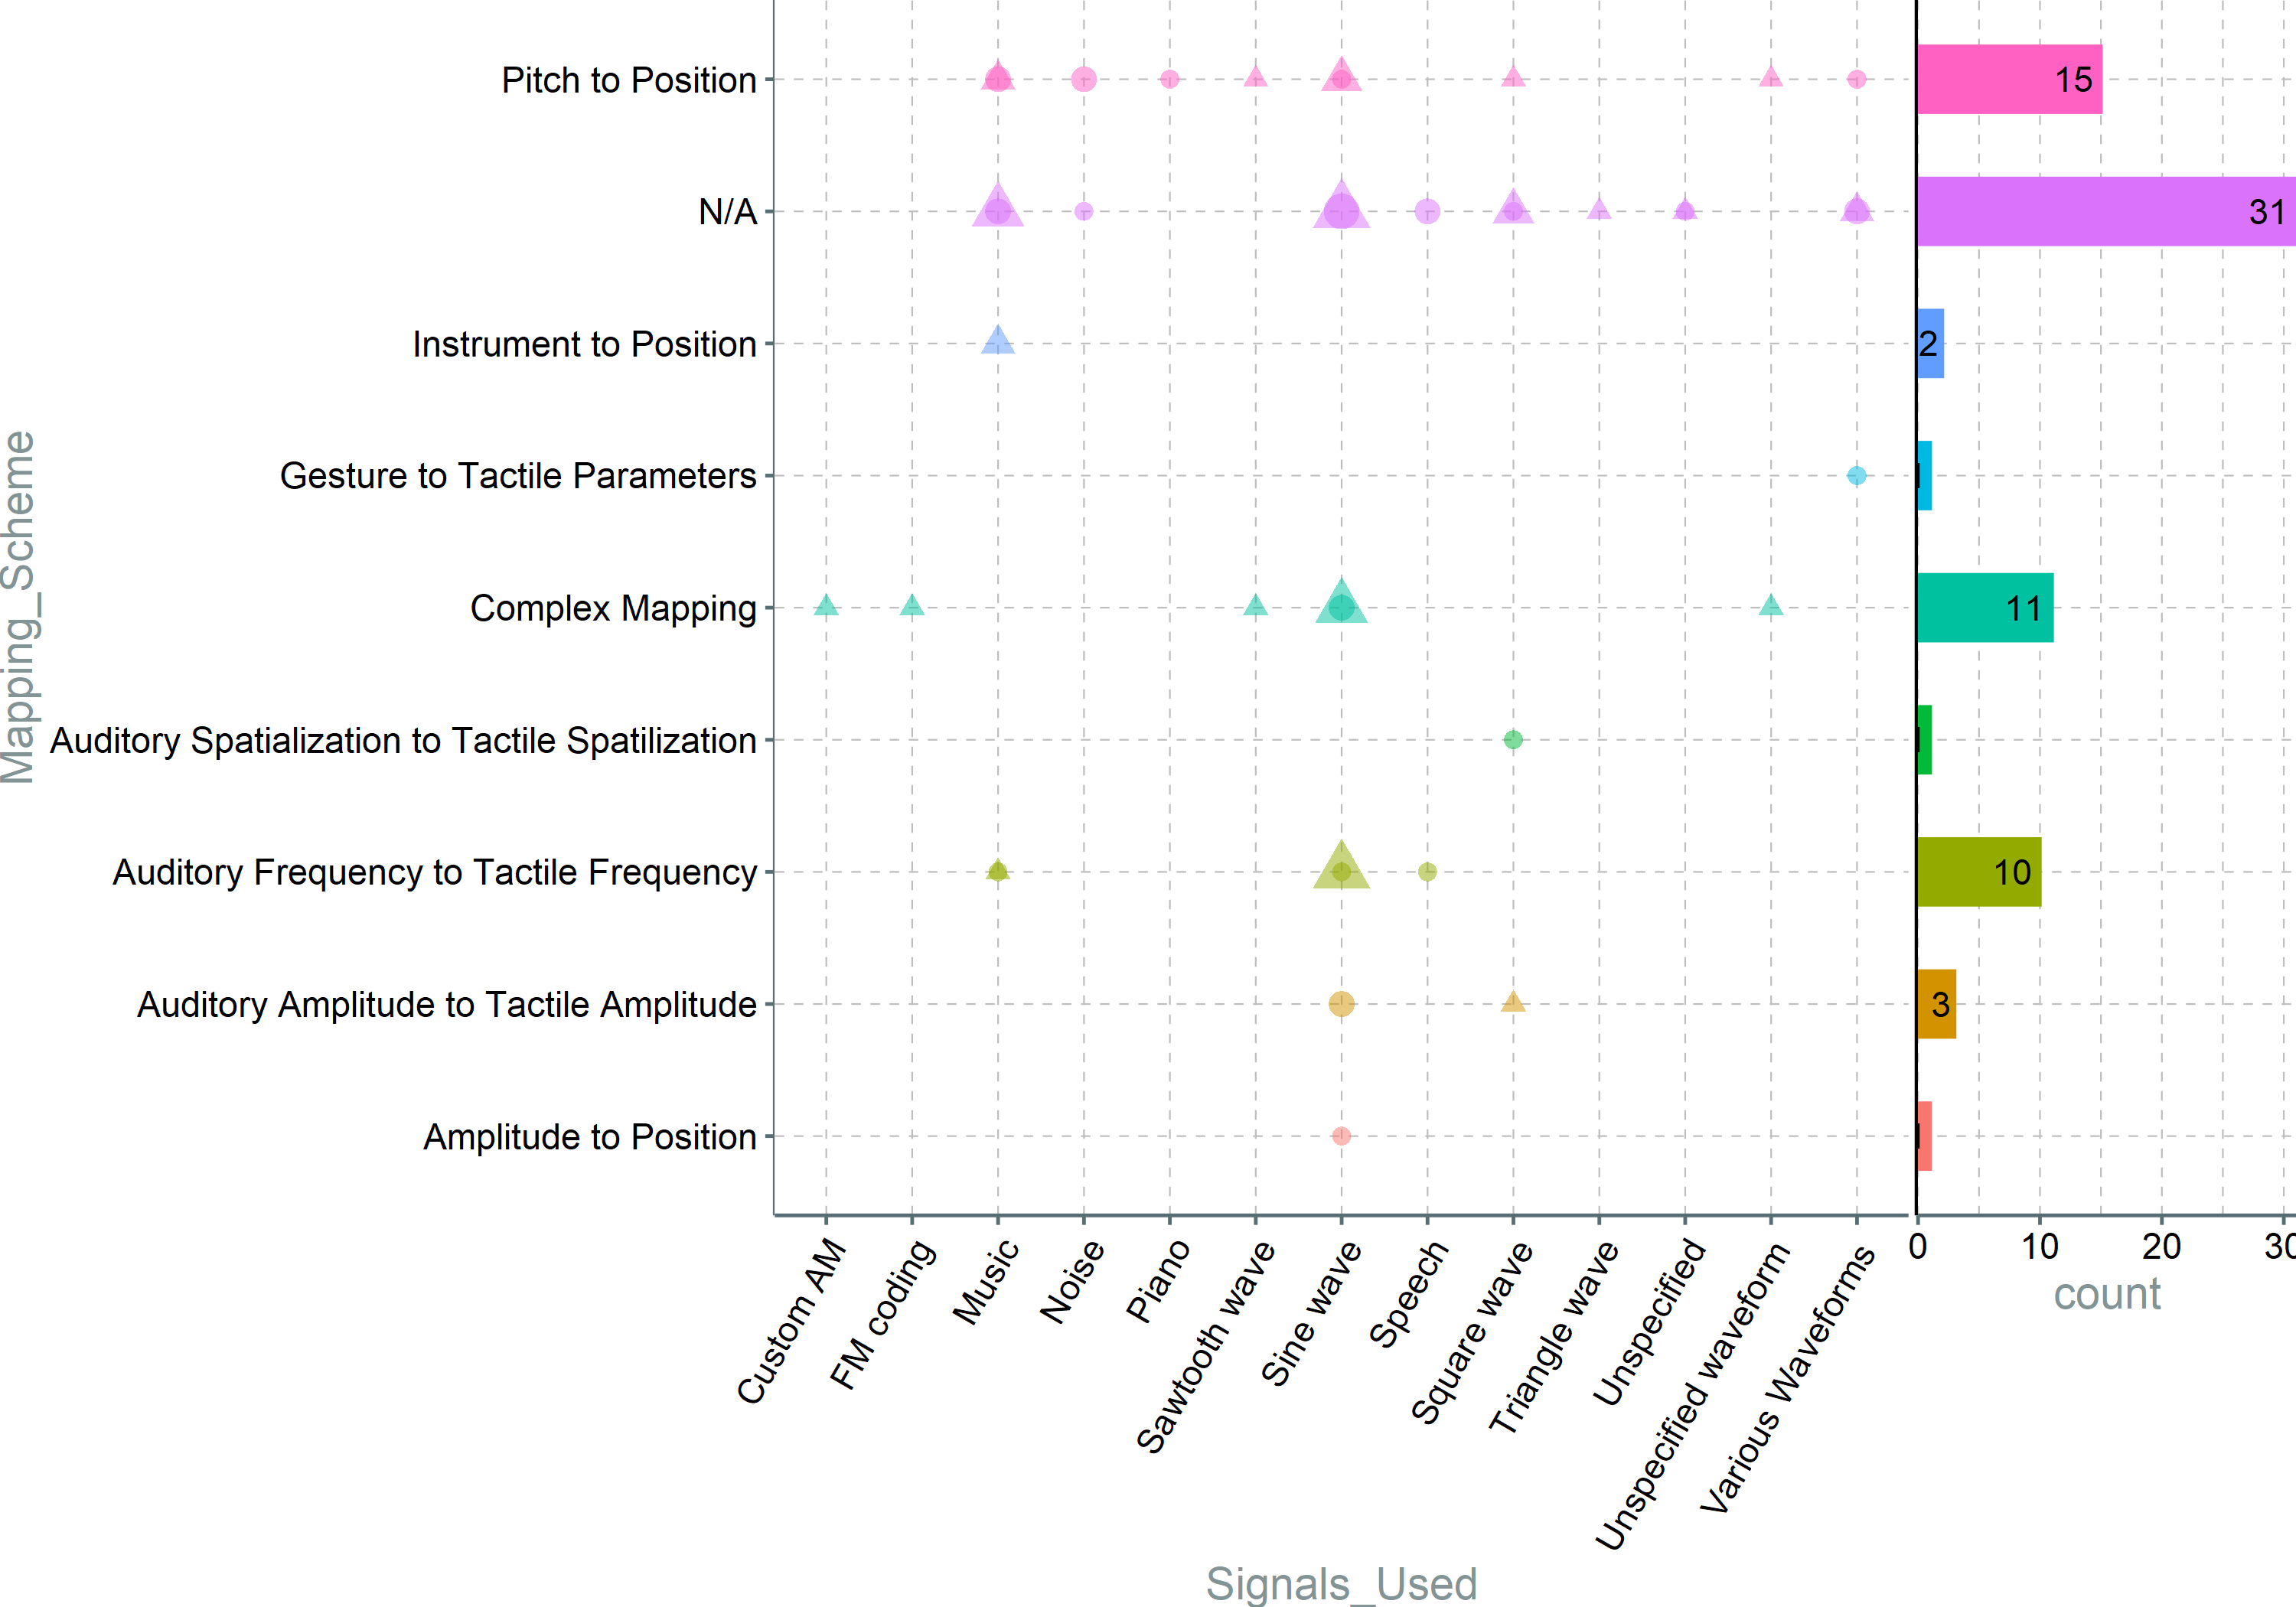 Mapping_Scheme
Pitch to Position
15
N/A
31
Instrument to Position
2
Gesture to Tactile Parameters
Complex Mapping
11
Auditory Spatialization to Tactile Spatilization
Auditory Frequency to Tactile Frequency
10
Auditory Amplitude to Tactile Amplitude
3
Amplitude to Position
Custom AM
FM coding
Music
Noise
Piano
Sawtooth wave
Sine wave
Speech
Square wave
Triangle wave
Unspecified
Unspecified waveform
Various Waveforms
0 10 20 30
count
Signals_Used